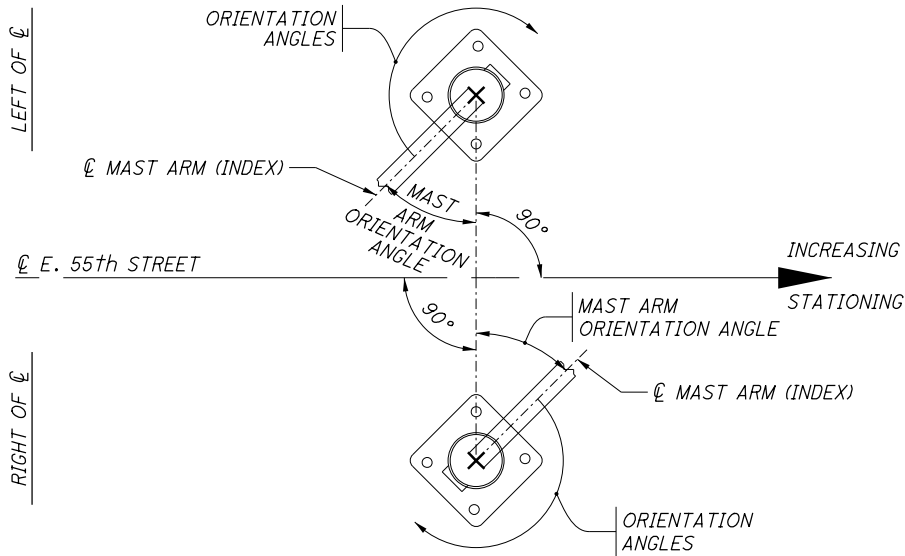 ORIENTATION
ANGLES
LEFT OF ℄
℄ MAST ARM (INDEX)
MAST
ARM
ORIENTATION
ANGLE
90°
℄ E. 55th STREET
INCREASING
STATIONING
90°
MAST ARM
ORIENTATION ANGLE
℄ MAST ARM (INDEX)
RIGHT OF ℄
ORIENTATION
ANGLES